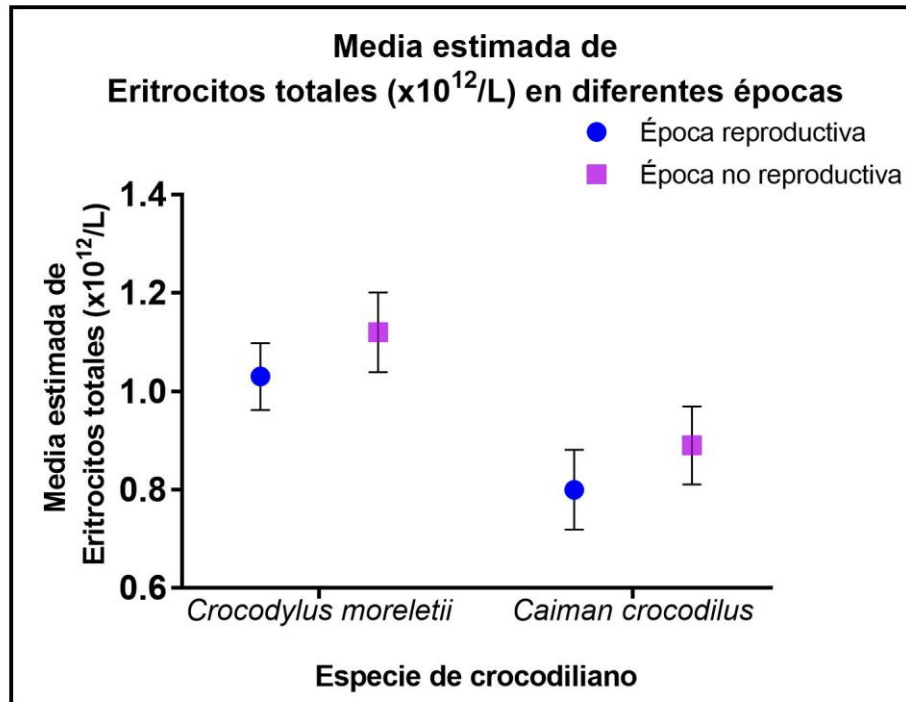 Media estimada de
Eritrocitos totales (x10¹²/L) en diferentes épocas
Época reproductiva
Época no reproductiva
Media estimada de
Eritrocitos totales (x10¹²/L)
1.4
1.2
1.0
0.8
0.6
Crocodylus moreletii
Caiman crocodilus
Especie de crocodiliano